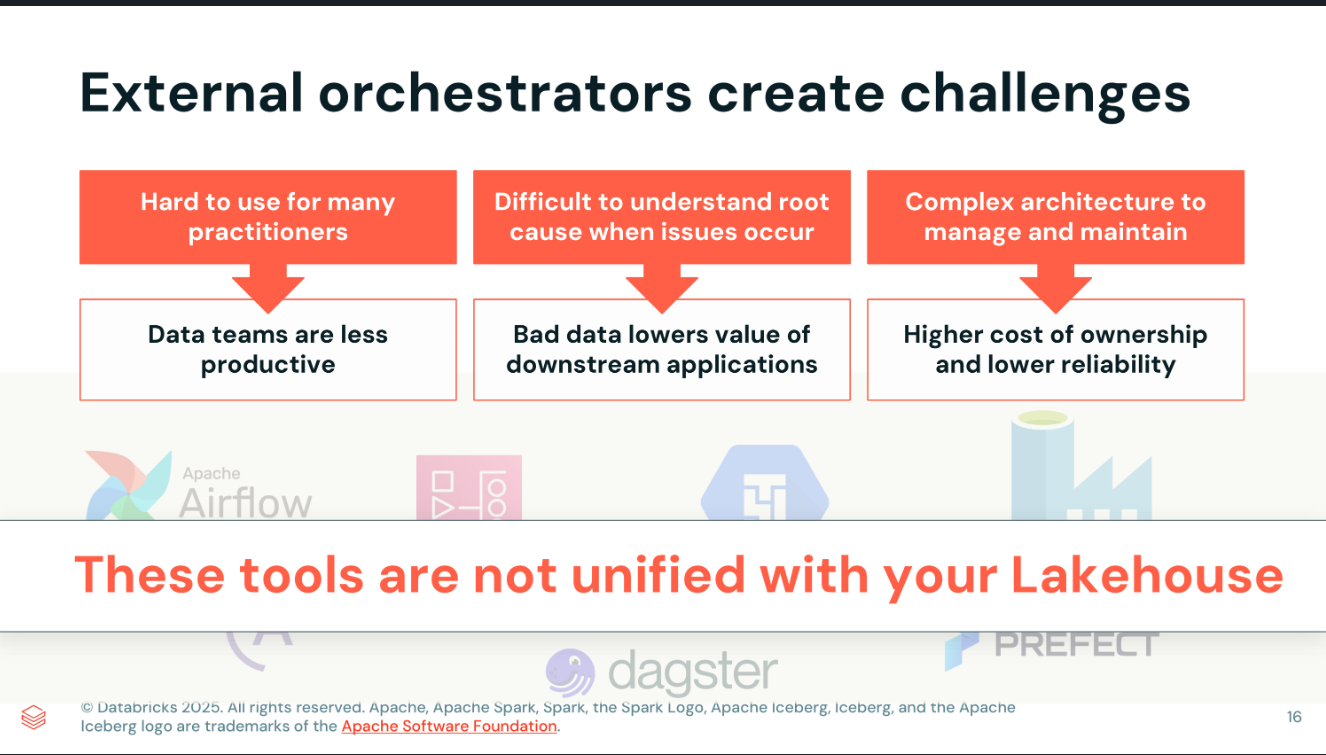 External orchestrators create challenges
Hard to use for many
practitioners
Difficult to understand root
cause when issues occur
Complex architecture to
manage and maintain
Data teams are less
productive
Bad data lowers value of
downstream applications
Higher cost of ownership
and lower reliability
Apache
Airflow
These tools are not unified with your Lakehouse
A
PREFECT
dagster
© Databricks 2025. All rights reserved. Apache, Apache Spark, Spark, the Spark Logo, Apache Iceberg, Iceberg, and the Apache
Iceberg logo are trademarks of the Apache Software Foundation.
16